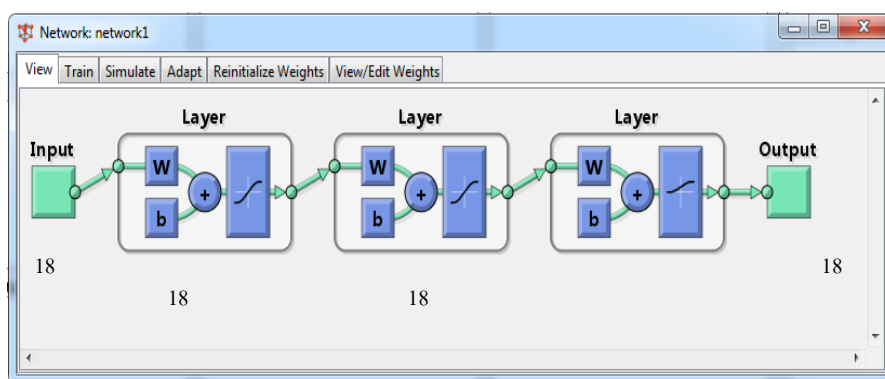 Network: network1
View Train Simulate Adapt Reinitialize Weights View/Edit Weights
Layer Layer Layer
Input Output
W W W
+ + +
b b b
18 18
18 18